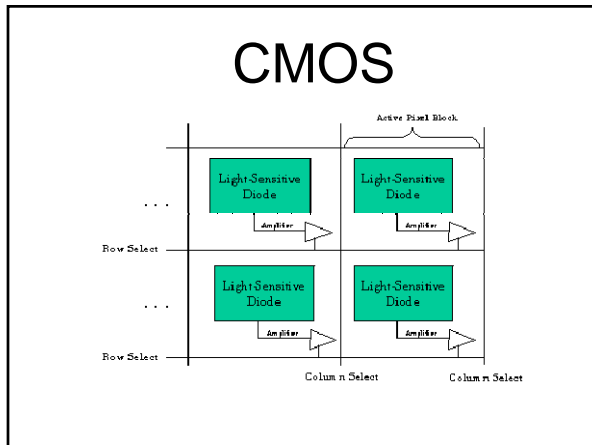 CMOS
Active Pixel Block
Light-Sensitive Diode
Light-Sensitive Diode
. . .
Amplifier
Amplifier
Row Select
Light-Sensitive Diode
Light-Sensitive Diode
. . .
Amplifier
Amplifier
Row Select
Column Select
Column Select